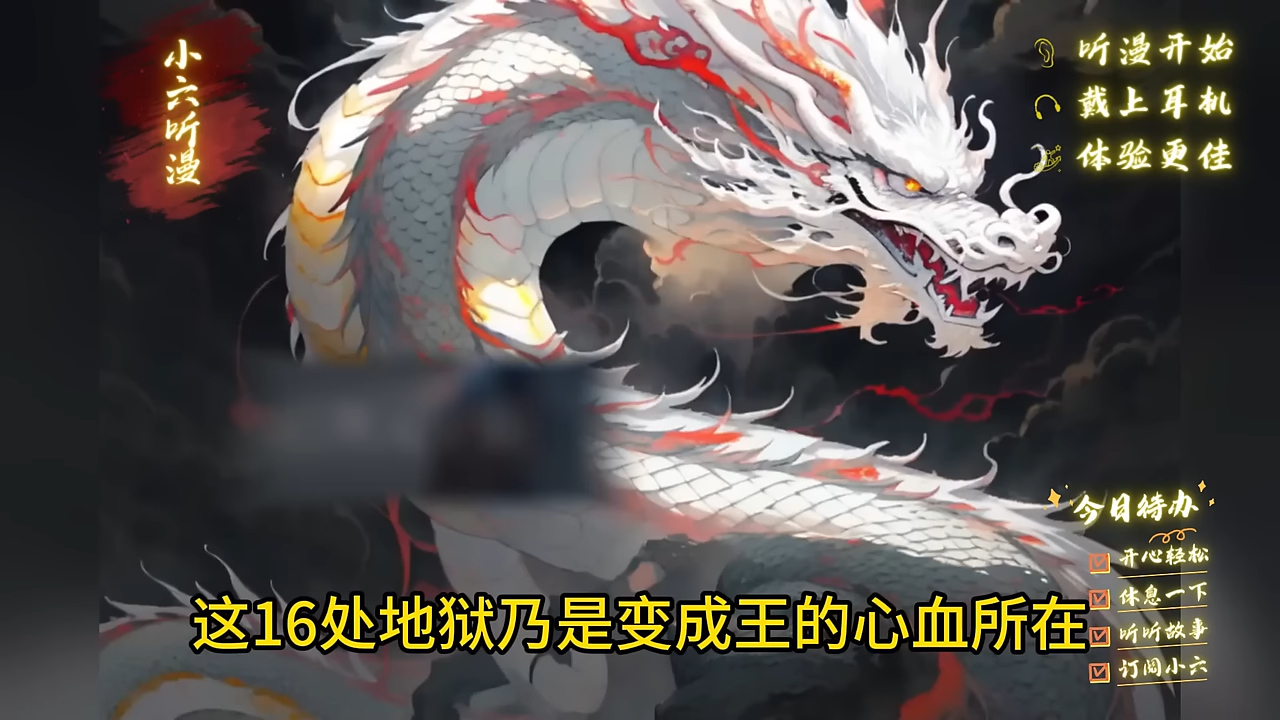 小六听漫
听漫开始
戴上耳机
体验更佳
今日待办
开心轻松
休息一下
听听故事
订阅小六
这16处地狱乃是变成王的心血所在